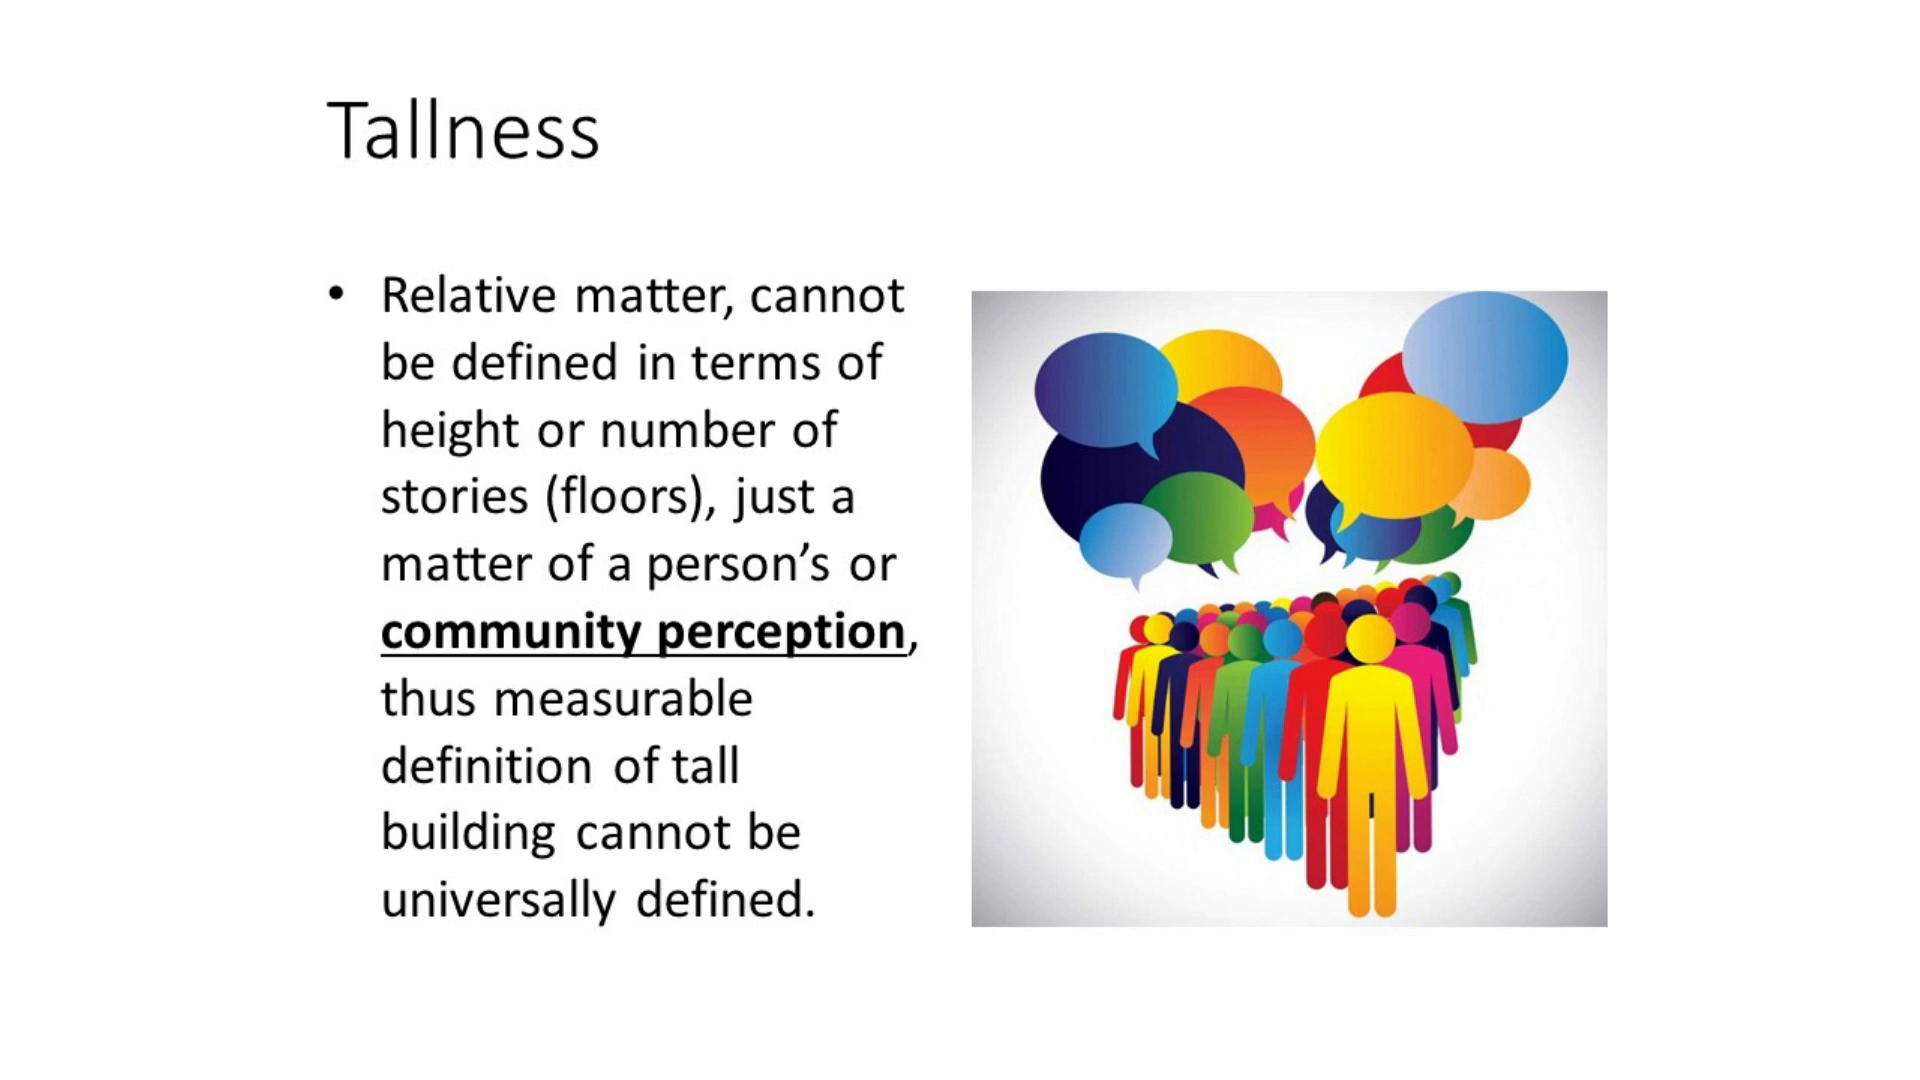 Tallness
• Relative matter, cannot
be defined in terms of
height or number of
stories (floors), just a
matter of a person’s or
community perception,
thus measurable
definition of tall
building cannot be
universally defined.